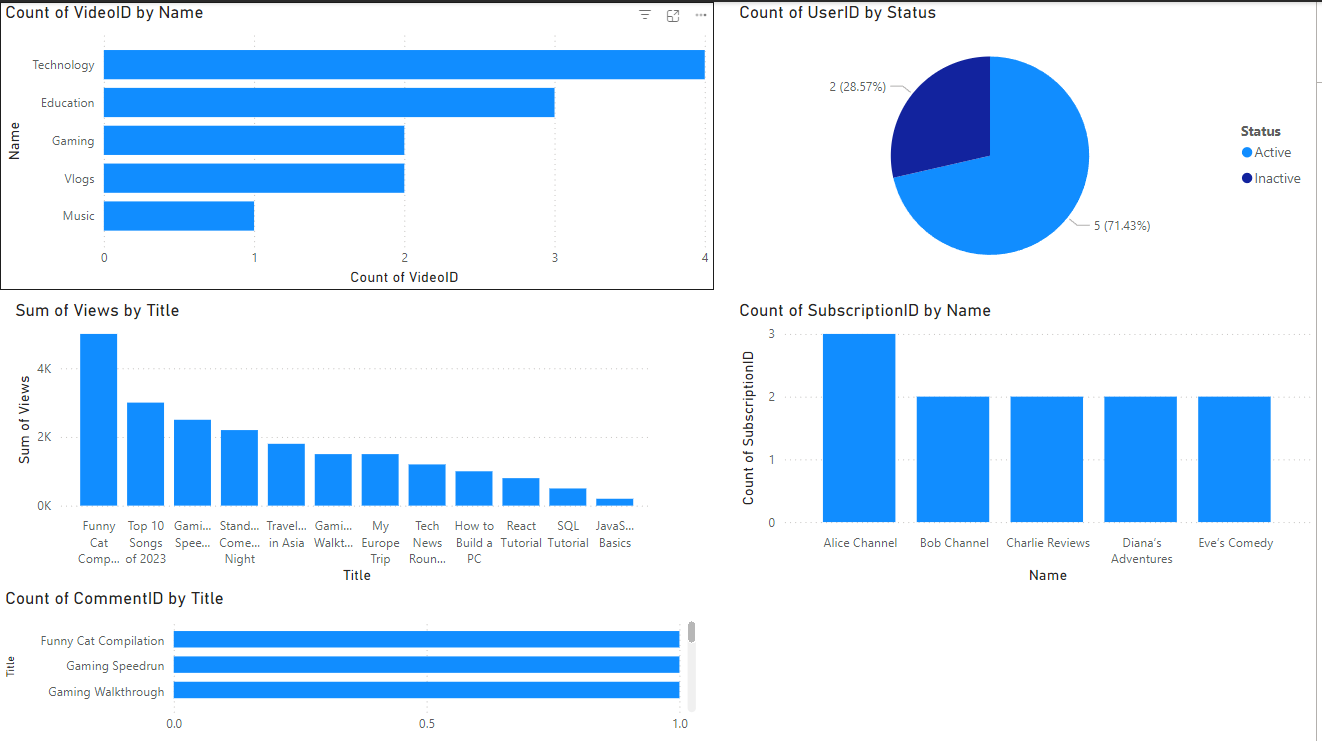 Count of VideoID by Name
Name
Technology
Education
Gaming
Vlogs
Music
0 1 2 3 4
Count of VideoID
Count of UserID by Status
2 (28.57%)
5 (71.43%)
Status
Active
Inactive
Sum of Views by Title
Sum of Views
4K
2K
0K
Funny Top 10 Gami... Stand... Travel... Gami... My Tech How to React SQL JavaS...
Cat Songs Spee... Come... in Asia Walkt... Europe News Build a Tutorial Tutorial Basics
Comp... of 2023 Night Trip Roun... PC
Title
Count of SubscriptionID by Name
Count of SubscriptionID
3
2
1
0
Alice Channel Bob Channel Charlie Reviews Diana's Eve's Comedy
Adventures
Name
Count of CommentID by Title
Title
Funny Cat Compilation
Gaming Speedrun
Gaming Walkthrough
0.0 0.5 1.0